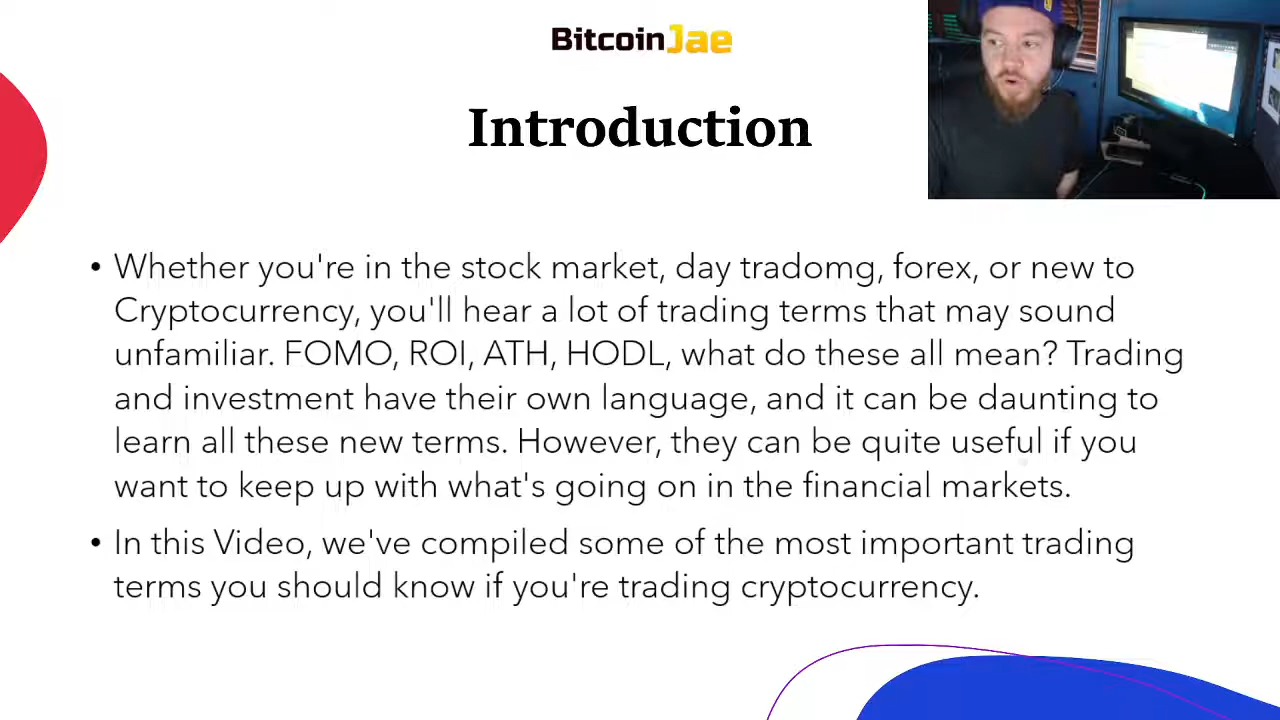 BitcoinJae
Introduction
• Whether you're in the stock market, day tradomg, forex, or new to
Cryptocurrency, you'll hear a lot of trading terms that may sound
unfamiliar. FOMO, ROI, ATH, HODL, what do these all mean? Trading
and investment have their own language, and it can be daunting to
learn all these new terms. However, they can be quite useful if you
want to keep up with what's going on in the financial markets.
• In this Video, we've compiled some of the most important trading
terms you should know if you're trading cryptocurrency.